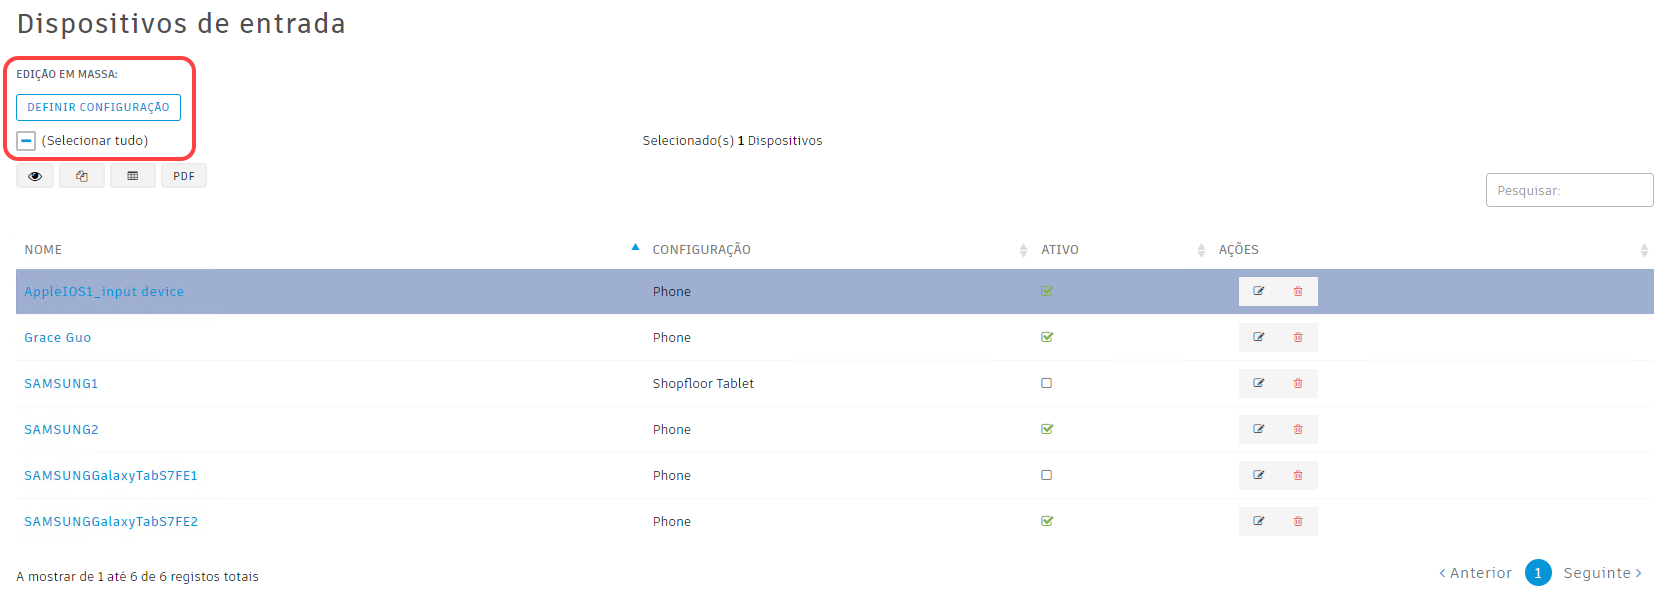 Dispositivos de entrada
EDIÇÃO EM MASSA:
DEFINIR CONFIGURAÇÃO
(Selecionar tudo) Selecionado(s) 1 Dispositivos
PDF
Pesquisar:
NOME CONFIGURAÇÃO ATIVO AÇÕES
AppleIOS1_input device Phone
Grace Guo Phone
SAMSUNG1 Shopfloor Tablet
SAMSUNG2 Phone
SAMSUNGGalaxyTabS7FE1 Phone
SAMSUNGGalaxyTabS7FE2 Phone
A mostrar de 1 até 6 de 6 registos totais
‹ Anterior 1 Seguinte ›